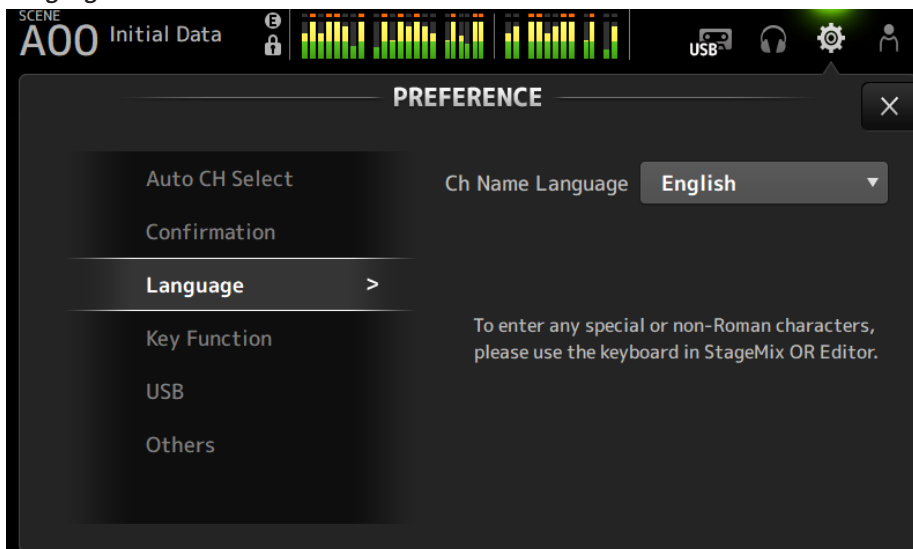 SCENE
A00 Initial Data
E
USB
PREFERENCE
Auto CH Select
Confirmation
Language >
Key Function
USB
Others
Ch Name Language English
To enter any special or non-Roman characters,
please use the keyboard in StageMix OR Editor.